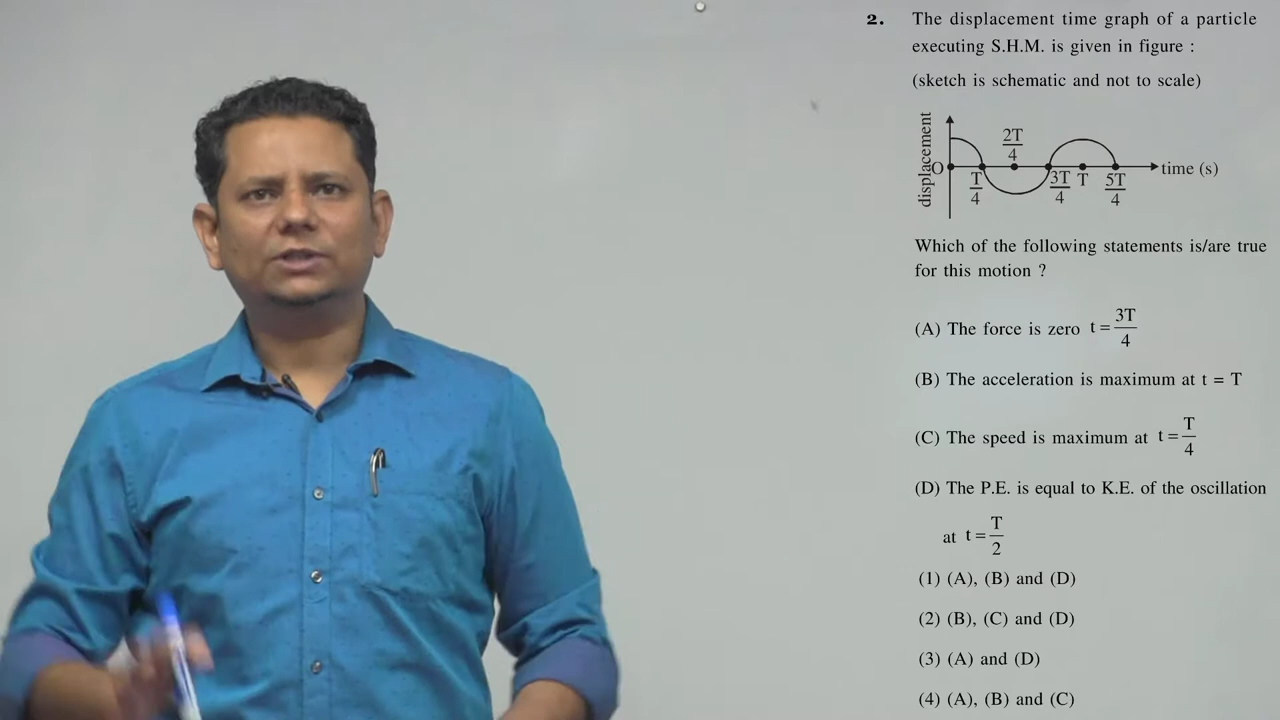 2. The displacement time graph of a particle
executing S.H.M. is given in figure :
(sketch is schematic and not to scale)
displacement
2T/4
O
T/4
3T/4
T
5T/4
time (s)
Which of the following statements is/are true
for this motion ?
(A) The force is zero t = 3T/4
(B) The acceleration is maximum at t = T
(C) The speed is maximum at t = T/4
(D) The P.E. is equal to K.E. of the oscillation
at t = T/2
(1) (A), (B) and (D)
(2) (B), (C) and (D)
(3) (A) and (D)
(4) (A), (B) and (C)